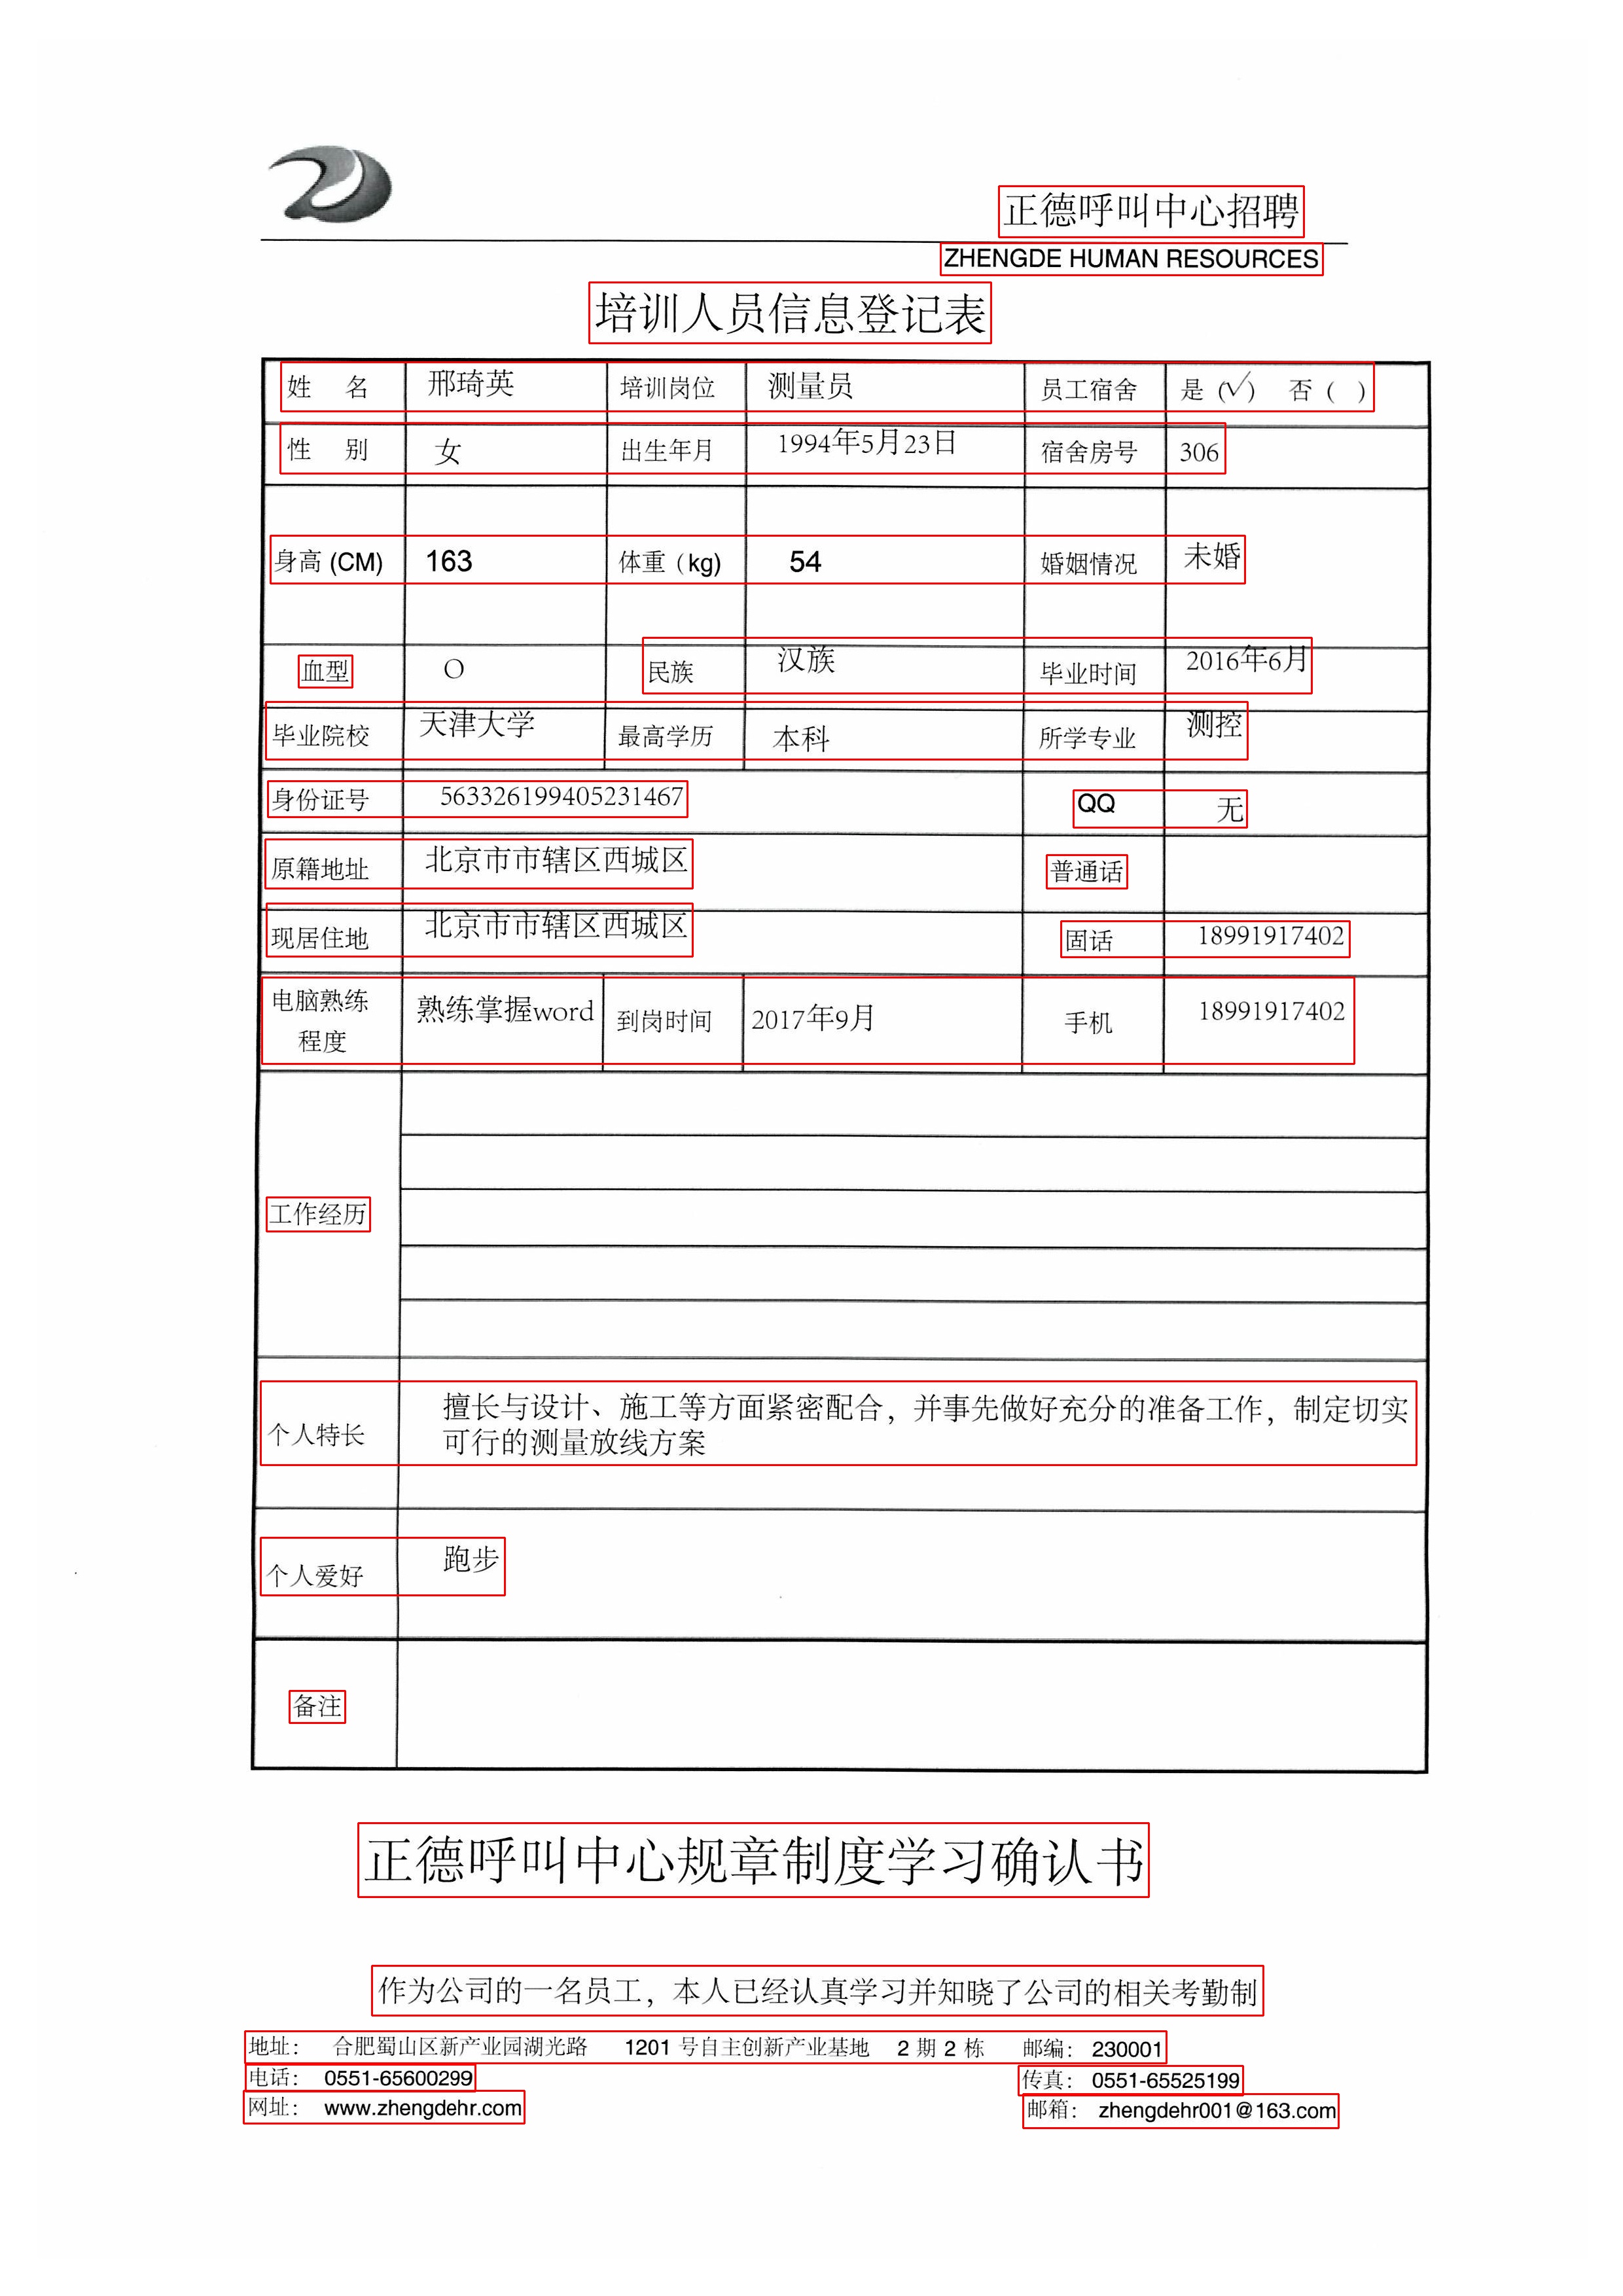 正德呼叫中心招聘
ZHENGDE HUMAN RESOURCES
培训人员信息登记表
姓 名 邢琦英 培训岗位 测量员 员工宿舍 是 (√) 否 ( )
性 别 女 出生年月 1994年5月23日 宿舍房号 306
身高 (CM) 163 体重 (kg) 54 婚姻情况 未婚
血型 O 民族 汉族 毕业时间 2016年6月
毕业院校 天津大学 最高学历 本科 所学专业 测控
身份证号 563326199405231467 QQ 无
原籍地址 北京市市辖区西城区 普通话
现居住地 北京市市辖区西城区 固话 18991917402
电脑熟练
程度 熟练掌握word 到岗时间 2017年9月 手机 18991917402
工作经历
个人特长 擅长与设计、施工等方面紧密配合，并事先做好充分的准备工作，制定切实
可行的测量放线方案
个人爱好 跑步
备注
正德呼叫中心规章制度学习确认书
作为公司的一名员工，本人已经认真学习并知晓了公司的相关考勤制
地址： 合肥蜀山区新产业园湖光路 1201 号自主创新产业基地 2 期 2 栋 邮编： 230001
电话： 0551-65600299 传真： 0551-65525199
网址： www.zhengdehr.com 邮箱： zhengdehr001@163.com